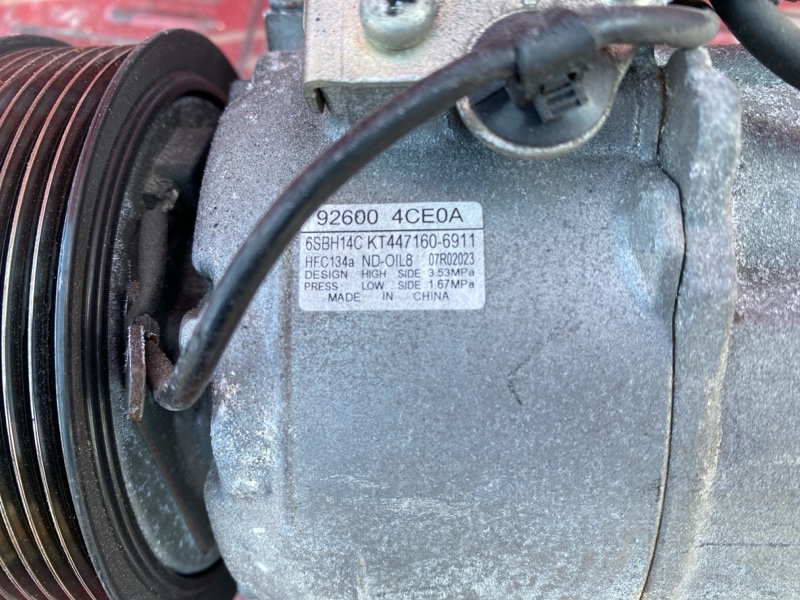 92600 4CE0A
6SBH14C KT447160-6911
HFC134a ND-OIL8 07R02023
DESIGN HIGH SIDE 3.53MPa
PRESS LOW SIDE 1.67MPa
MADE IN CHINA